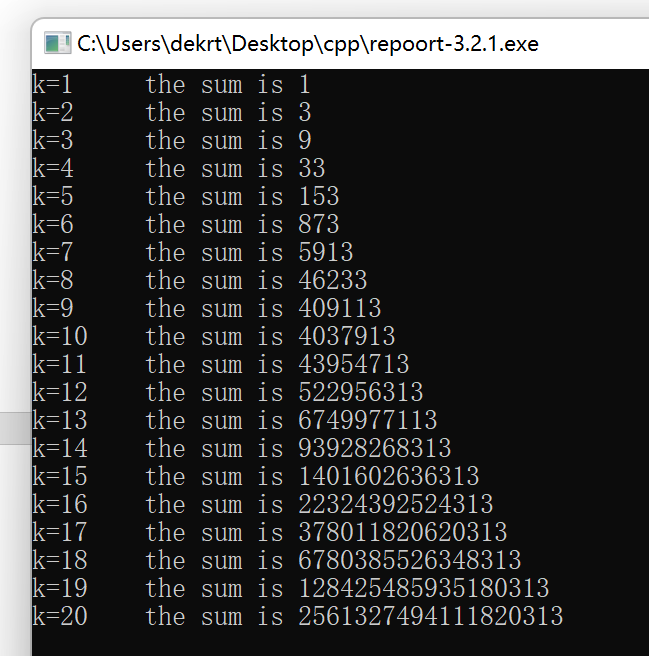 C:\Users\dekrt\Desktop\cpp\repoort-3.2.1.exe
k=1 the sum is 1
k=2 the sum is 3
k=3 the sum is 9
k=4 the sum is 33
k=5 the sum is 153
k=6 the sum is 873
k=7 the sum is 5913
k=8 the sum is 46233
k=9 the sum is 409113
k=10 the sum is 4037913
k=11 the sum is 43954713
k=12 the sum is 522956313
k=13 the sum is 6749977113
k=14 the sum is 93928268313
k=15 the sum is 1401602636313
k=16 the sum is 22324392524313
k=17 the sum is 378011820620313
k=18 the sum is 6780385526348313
k=19 the sum is 128425485935180313
k=20 the sum is 2561327494111820313